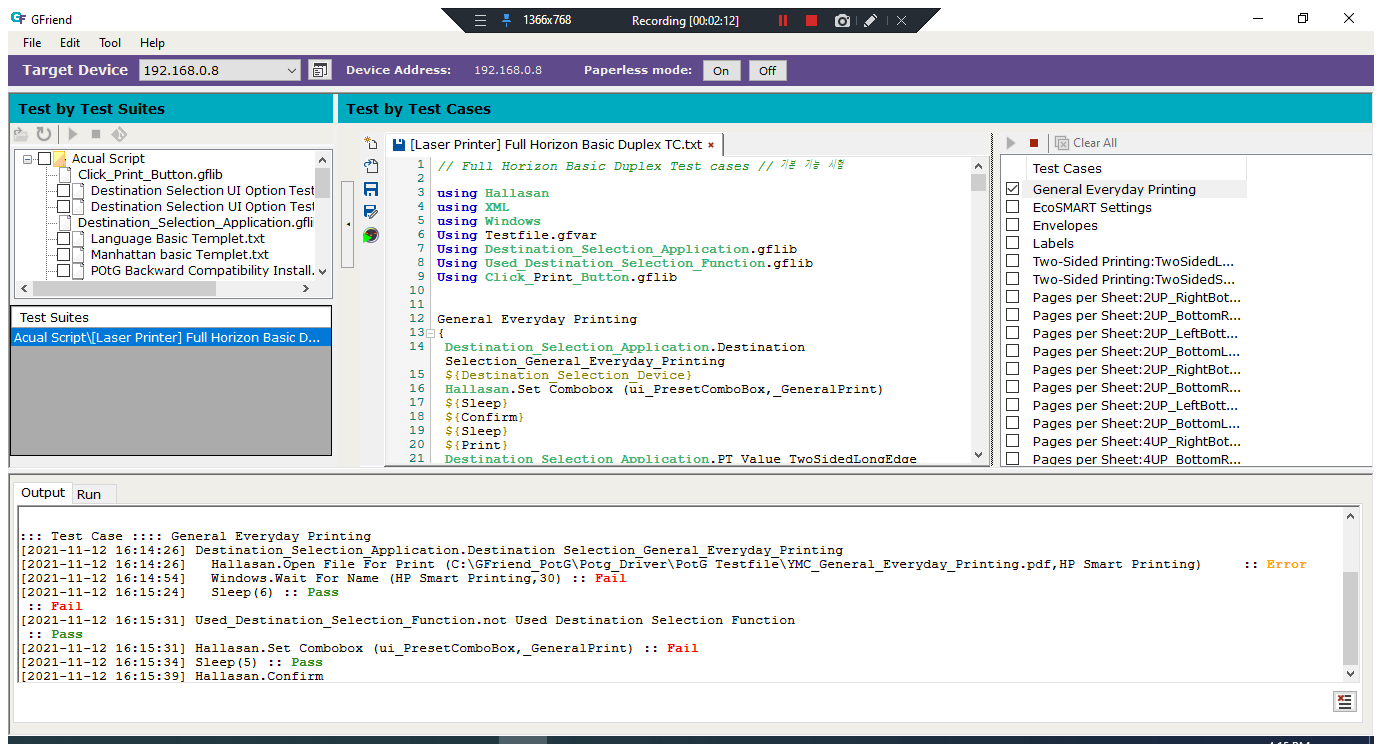 GFriend
1366x768
Recording [00:02:12]
File Edit Tool Help
Target Device 192.168.0.8 Device Address: 192.168.0.8 Paperless mode: On Off
Test by Test Suites
Acual Script
Click_Print_Button.gflib
Destination Selection UI Option Test
Destination Selection UI Option Test
Destination_Selection_Application.gfli
Language Basic Templet.txt
Manhattan basic Templet.txt
POtG Backward Compatibility Install.
Test Suites
Acual Script\[Laser Printer] Full Horizon Basic D...
Test by Test Cases
[Laser Printer] Full Horizon Basic Duplex TC.txt
1 // Full Horizon Basic Duplex Test cases // 기본 기능 시험
2
3 using Hallasan
4 using XML
5 using Windows
6 Using Testfile.gfvar
7 Using Destination_Selection_Application.gflib
8 Using Used_Destination_Selection_Function.gflib
9 Using Click_Print_Button.gflib
10
11
12 General Everyday Printing
13 {
14 Destination_Selection_Application.Destination
Selection_General_Everyday_Printing
15 ${Destination_Selection_Device}
16 Hallasan.Set Combobox (ui_PresetComboBox,_GeneralPrint)
17 ${Sleep}
18 ${Confirm}
19 ${Sleep}
20 ${Print}
21 Destination_Selection_Application.PT_Value_TwoSidedLongEdge
Clear All
Test Cases
General Everyday Printing
EcoSMART Settings
Envelopes
Labels
Two-Sided Printing:TwoSidedL...
Two-Sided Printing:TwoSidedS...
Pages per Sheet:2UP_RightBot...
Pages per Sheet:2UP_BottomR...
Pages per Sheet:2UP_LeftBott...
Pages per Sheet:2UP_BottomL...
Pages per Sheet:2UP_RightBot...
Pages per Sheet:2UP_BottomR...
Pages per Sheet:2UP_LeftBott...
Pages per Sheet:2UP_BottomL...
Pages per Sheet:4UP_RightBot...
Pages per Sheet:4UP_BottomR...
Output Run
::: Test Case :::: General Everyday Printing
[2021-11-12 16:14:26] Destination_Selection_Application.Destination Selection_General_Everyday_Printing
[2021-11-12 16:14:26] Hallasan.Open File For Print (C:\GFriend_PotG\Potg_Driver\PotG Testfile\YMC_General_Everyday_Printing.pdf,HP Smart Printing) :: Error
[2021-11-12 16:14:54] Windows.Wait For Name (HP Smart Printing,30) :: Fail
[2021-11-12 16:15:24] Sleep(6) :: Pass
:: Fail
[2021-11-12 16:15:31] Used_Destination_Selection_Function.not Used Destination Selection Function
:: Pass
[2021-11-12 16:15:31] Hallasan.Set Combobox (ui_PresetComboBox,_GeneralPrint) :: Fail
[2021-11-12 16:15:34] Sleep(5) :: Pass
[2021-11-12 16:15:39] Hallasan.Confirm
4:15 PM